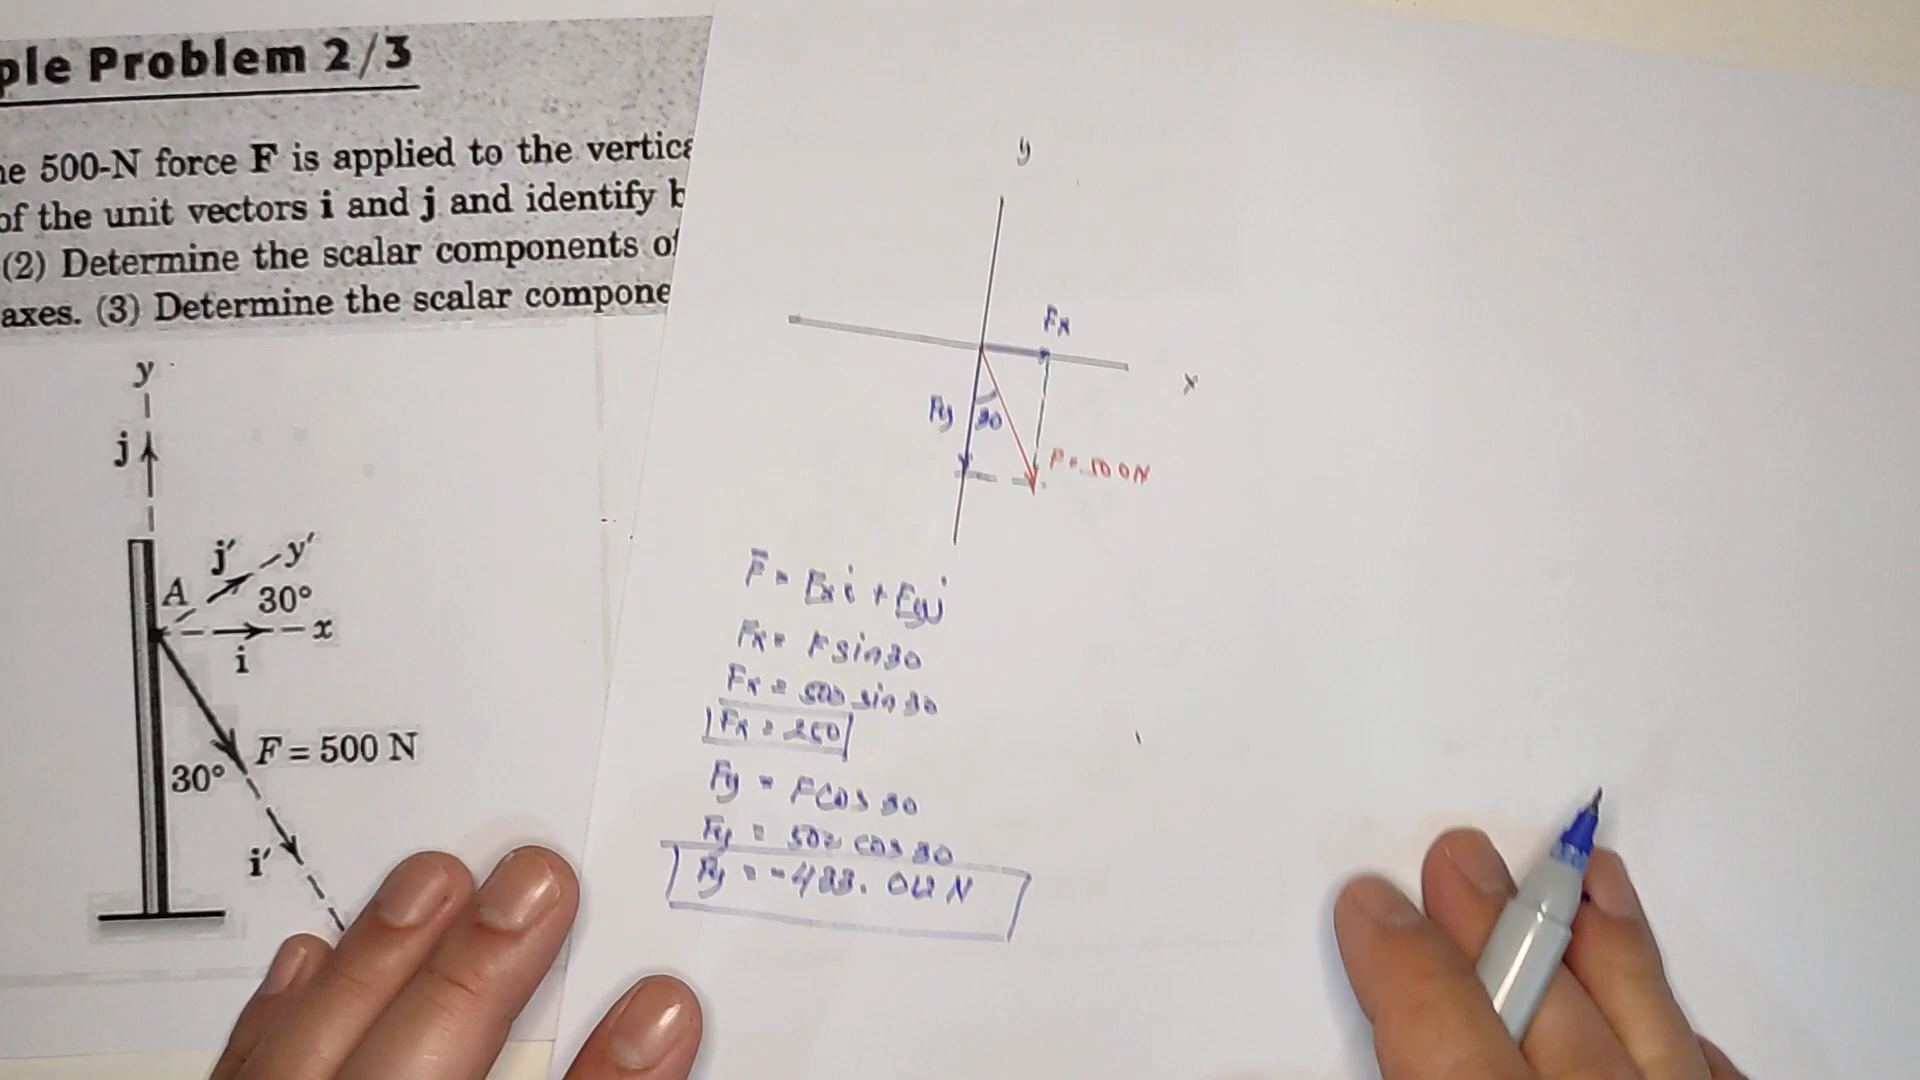 ple Problem 2/3
he 500-N force F is applied to the vertica
of the unit vectors i and j and identify b
(2) Determine the scalar components of
axes. (3) Determine the scalar compone
y
j
j′
y′
A
30°
x
i
F = 500 N
30°
i′
y
Fx
x
Fy
30
F = 500N
F = Fx i + Fy j
Fx = F sin 30
Fx = 500 sin 30
Fx = 250
Fy = F cos 30
Fy = 500 cos 30
Fy = -433. 012 N